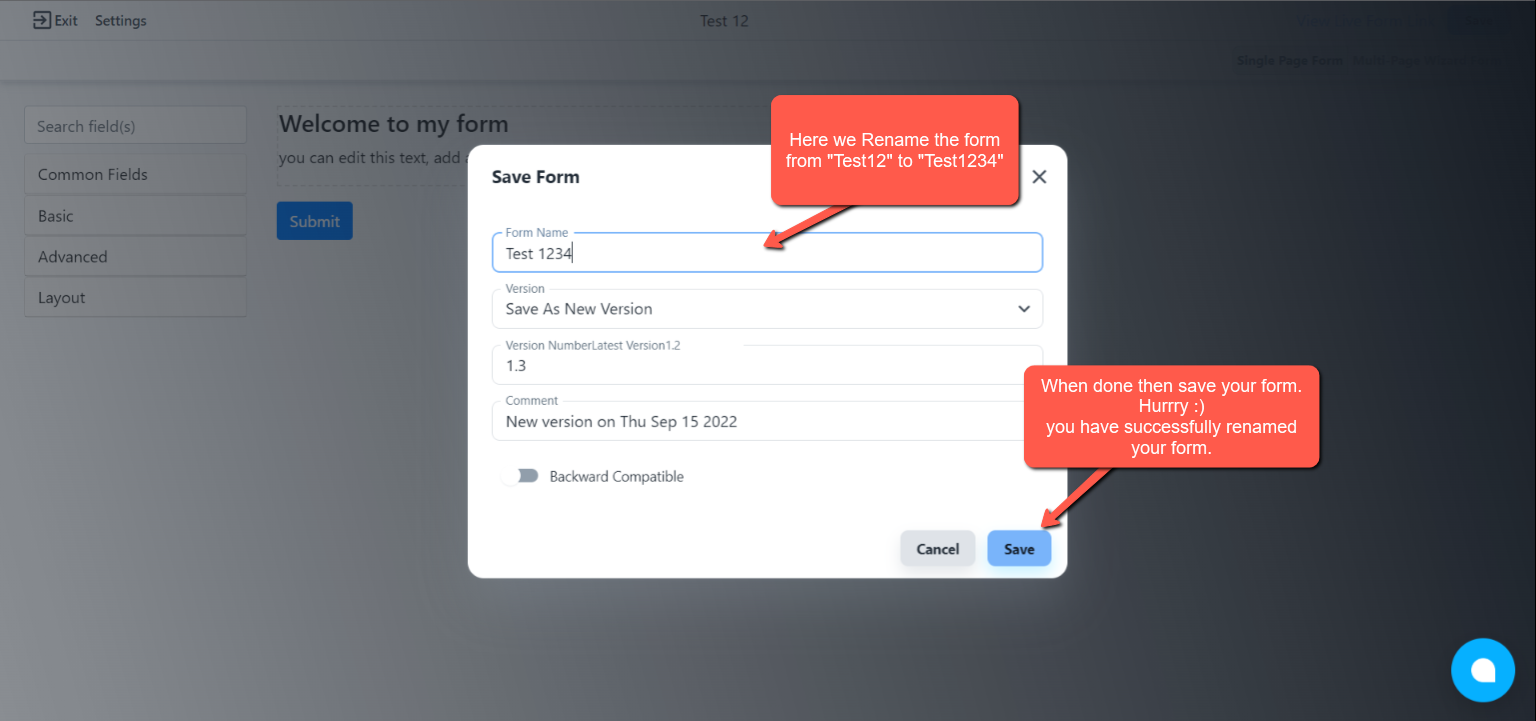 Exit Settings
Test 12
Single Page Form
Search field(s)
Common Fields
Basic
Advanced
Layout
Welcome to my form
you can edit this text, add
Submit
Here we Rename the form
from "Test12" to "Test1234"
Save Form
Form Name
Test 1234
Version
Save As New Version
Version NumberLatest Version1.2
1.3
Comment
New version on Thu Sep 15 2022
Backward Compatible
When done then save your form.
Hurrry :)
you have successfully renamed
your form.
Cancel
Save